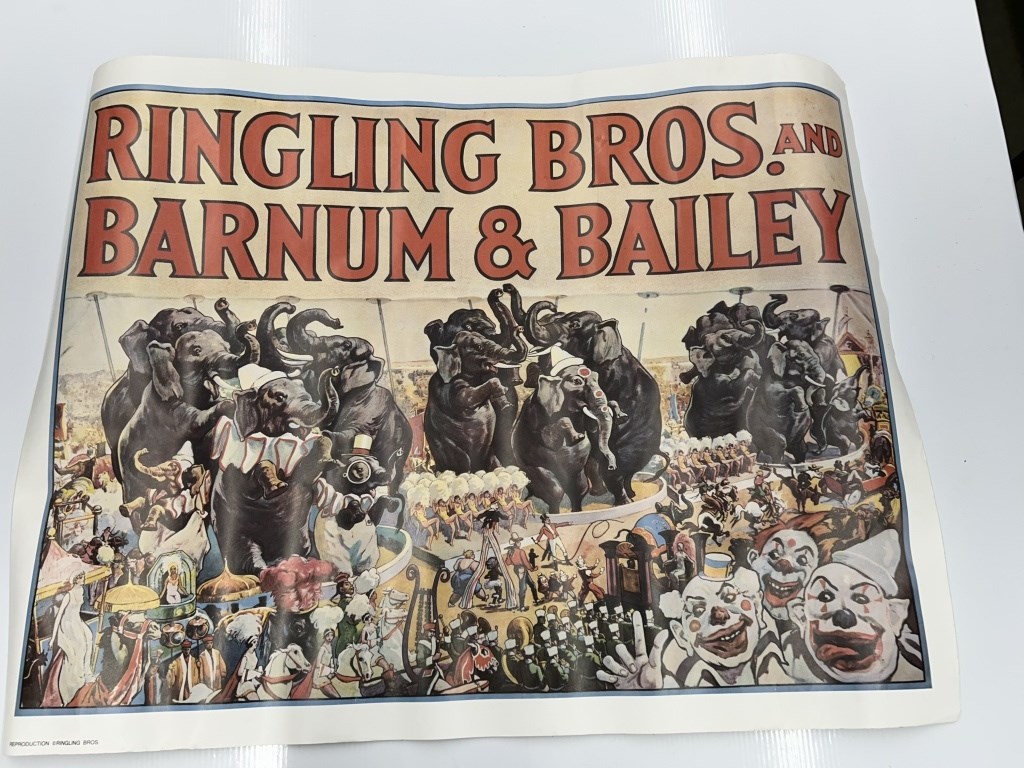 RINGLING BROS. AND
BARNUM & BAILEY
REPRODUCTION ©RINGLING BROS.